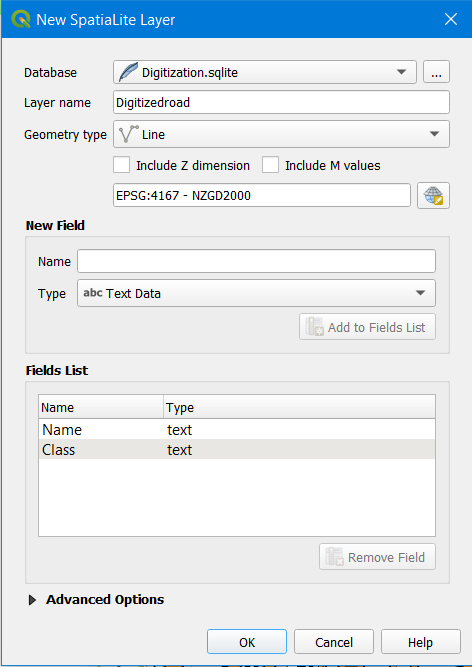 New SpatiaLite Layer
Database Digitization.sqlite ...
Layer name Digitizedroad
Geometry type Line
Include Z dimension Include M values
EPSG:4167 - NZGD2000
New Field
Name
Type abc Text Data
Add to Fields List
Fields List
Name Type
Name text
Class text
Remove Field
Advanced Options
OK Cancel Help